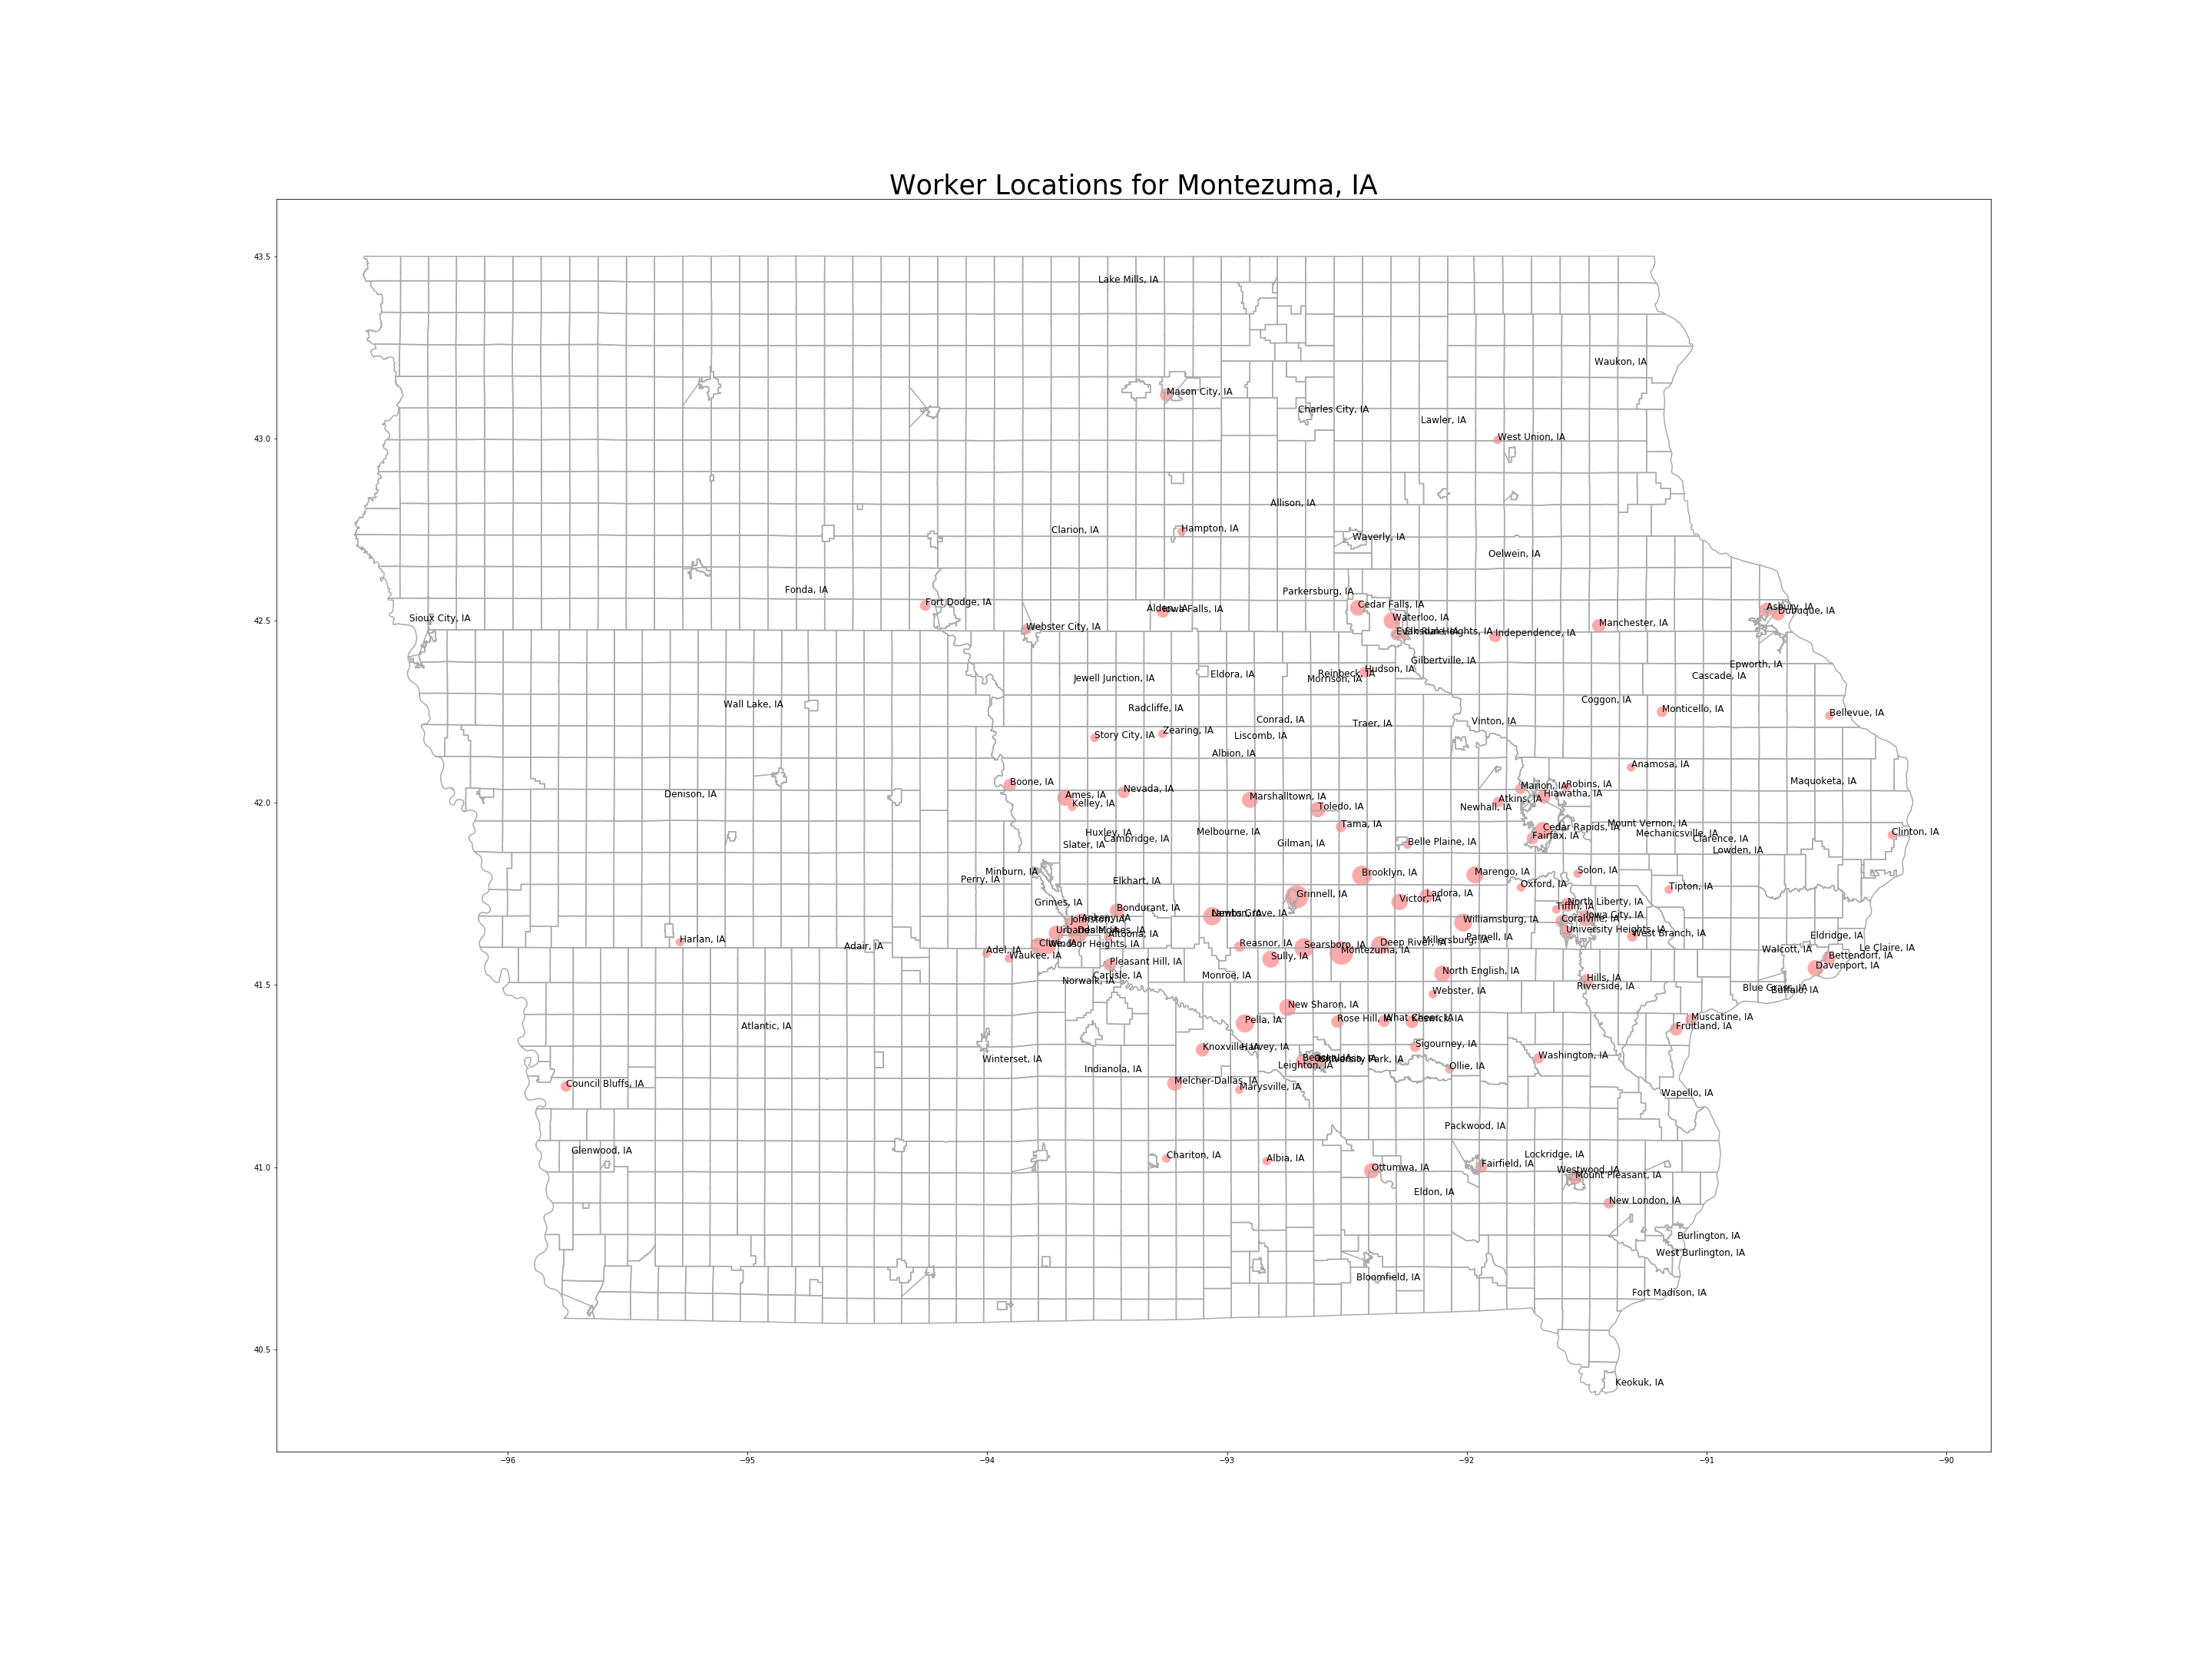 Worker Locations for Montezuma, IA
43.5
Lake Mills, IA
Waukon, IA
Mason City, IA
Charles City, IA
Lawler, IA
43.0
West Union, IA
Allison, IA
Clarion, IA
Hampton, IA
Waverly, IA
Oelwein, IA
Fonda, IA
Parkersburg, IA
Fort Dodge, IA
Alden, IA
Iowa Falls, IA
Cedar Falls, IA
Asbury, IA
Dubuque, IA
42.5
Sioux City, IA
Webster City, IA
Waterloo, IA
Evansdale, IA
Elk Run Heights, IA
Independence, IA
Manchester, IA
Gilbertville, IA
Epworth, IA
Jewell Junction, IA
Eldora, IA
Hudson, IA
Reinbeck, IA
Morrison, IA
Cascade, IA
Wall Lake, IA
Radcliffe, IA
Coggon, IA
Monticello, IA
Bellevue, IA
Conrad, IA
Traer, IA
Vinton, IA
Story City, IA
Zearing, IA
Liscomb, IA
Albion, IA
Anamosa, IA
Boone, IA
Nevada, IA
Marion, IA
Robins, IA
Maquoketa, IA
42.0
Denison, IA
Ames, IA
Kelley, IA
Marshalltown, IA
Toledo, IA
Atkins, IA
Hiawatha, IA
Newhall, IA
Tama, IA
Cedar Rapids, IA
Mount Vernon, IA
Huxley, IA
Cambridge, IA
Melbourne, IA
Fairfax, IA
Mechanicsville, IA
Clarence, IA
Clinton, IA
Slater, IA
Gilman, IA
Belle Plaine, IA
Lowden, IA
Minburn, IA
Perry, IA
Elkhart, IA
Brooklyn, IA
Marengo, IA
Solon, IA
Oxford, IA
Tipton, IA
Grimes, IA
Bondurant, IA
Grinnell, IA
Victor, IA
Ladora, IA
Tiffin, IA
North Liberty, IA
Ankeny, IA
Johnston, IA
Newton, IA
Lambs Grove, IA
Williamsburg, IA
Coralville, IA
Iowa City, IA
Urbandale, IA
Des Moines, IA
Altoona, IA
University Heights, IA
West Branch, IA
Harlan, IA
Adair, IA
Clive, IA
Windsor Heights, IA
Reasnor, IA
Searsboro, IA
Deep River, IA
Millersburg, IA
Parnell, IA
Eldridge, IA
Adel, IA
Waukee, IA
Sully, IA
Montezuma, IA
Walcott, IA
Le Claire, IA
Bettendorf, IA
Pleasant Hill, IA
Davenport, IA
Carlisle, IA
Norwalk, IA
Monroe, IA
North English, IA
Hills, IA
Riverside, IA
41.5
Webster, IA
Blue Grass, IA
Buffalo, IA
Atlantic, IA
New Sharon, IA
Pella, IA
Rose Hill, IA
What Cheer, IA
Keswick, IA
Muscatine, IA
Fruitland, IA
Winterset, IA
Knoxville, IA
Harvey, IA
Beacon, IA
Oskaloosa, IA
University Park, IA
Leighton, IA
Sigourney, IA
Washington, IA
Indianola, IA
Ollie, IA
Council Bluffs, IA
Melcher-Dallas, IA
Marysville, IA
Wapello, IA
Packwood, IA
Glenwood, IA
Chariton, IA
Albia, IA
Lockridge, IA
41.0
Ottumwa, IA
Fairfield, IA
Westwood, IA
Mount Pleasant, IA
Eldon, IA
New London, IA
Burlington, IA
West Burlington, IA
Bloomfield, IA
Fort Madison, IA
40.5
Keokuk, IA
−96 −95 −94 −93 −92 −91 −90